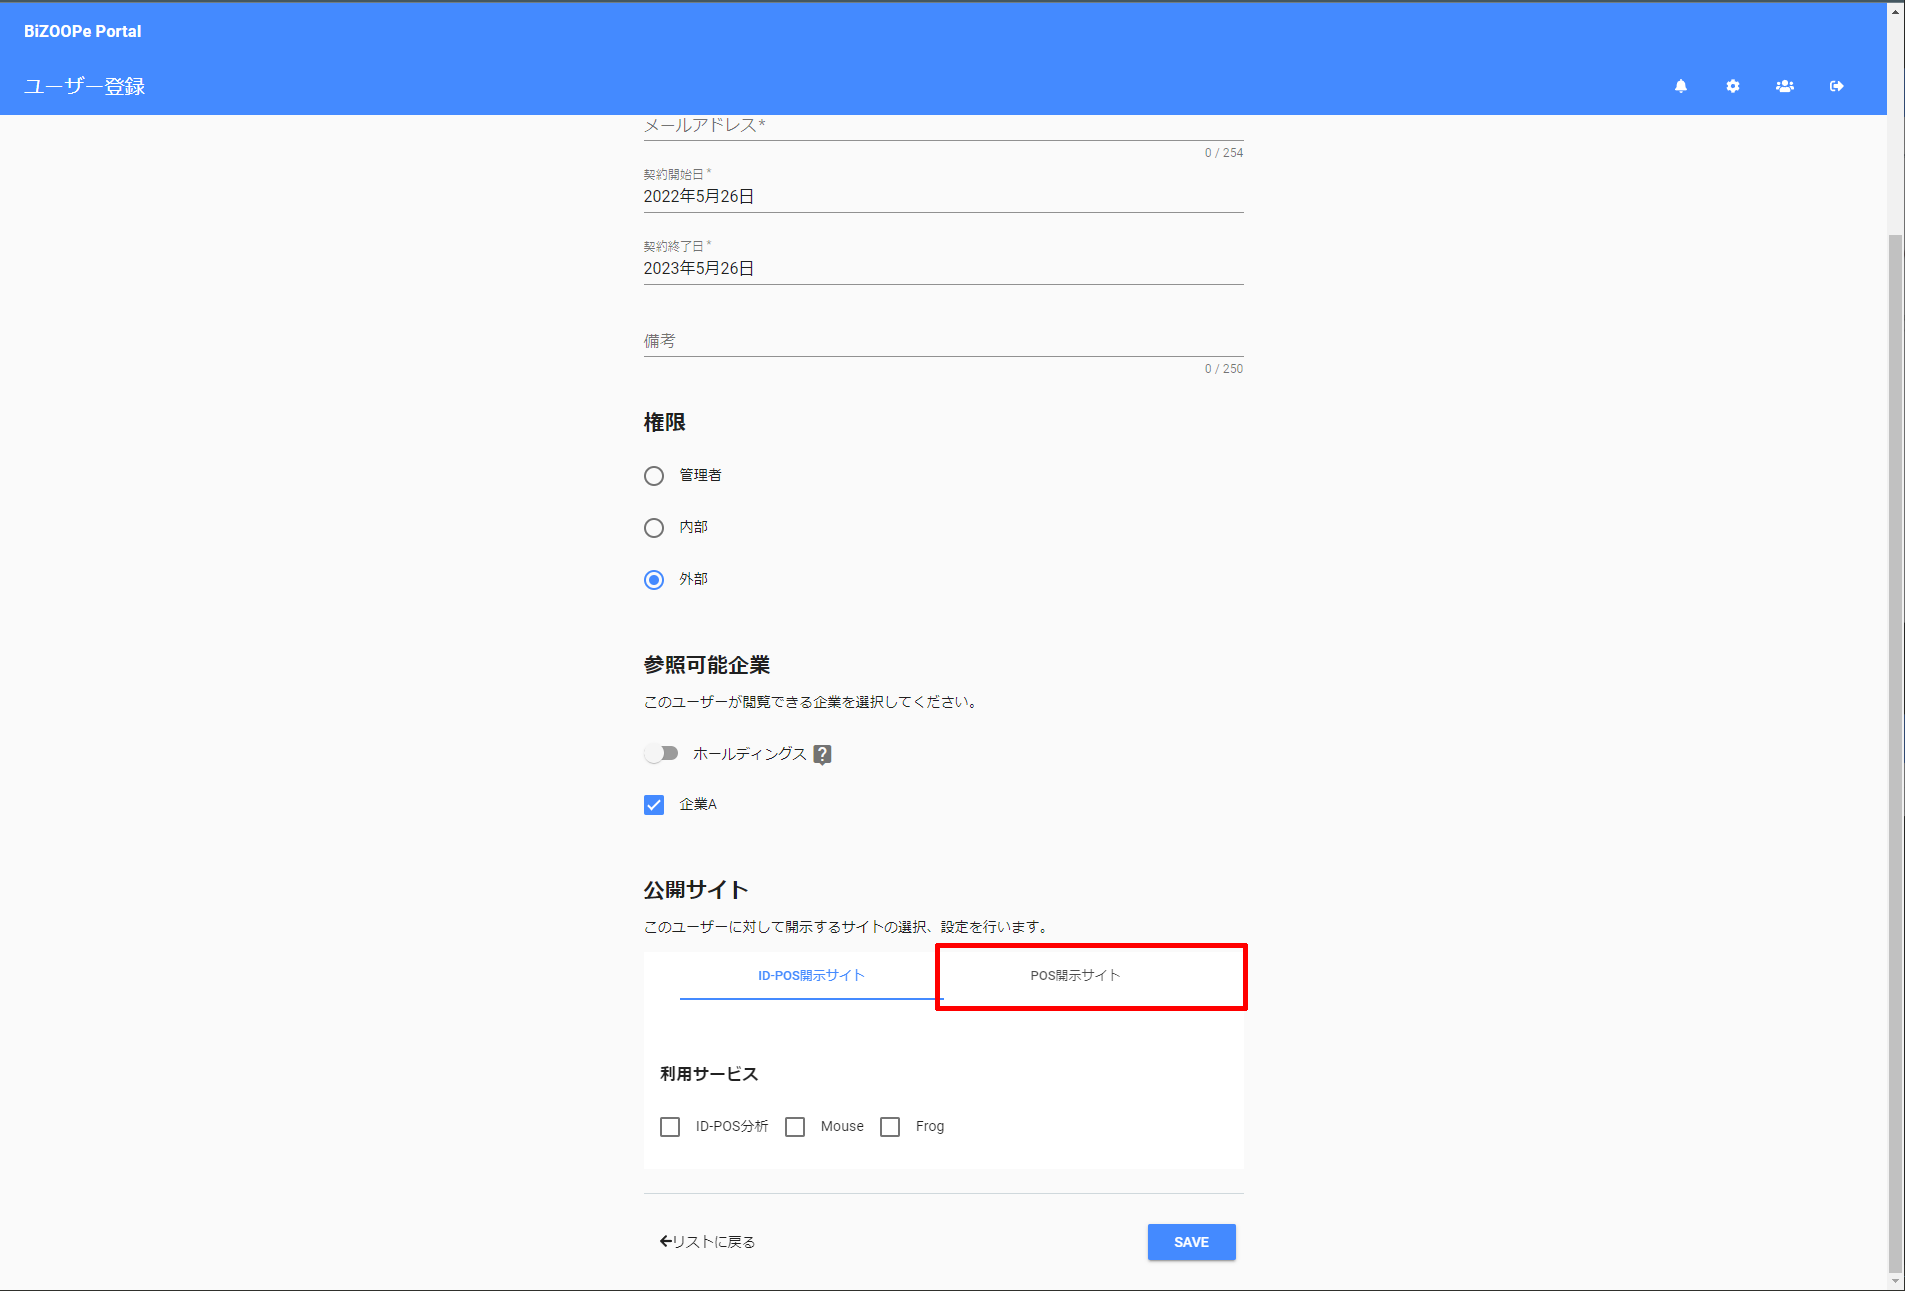 BiZOOPe Portal
ユーザー登録
メールアドレス*
0 / 254
契約開始日*
2022年5月26日
契約終了日*
2023年5月26日
備考
0 / 250
権限
管理者
内部
外部
参照可能企業
このユーザーが閲覧できる企業を選択してください。
ホールディングス ?
企業A
公開サイト
このユーザーに対して開示するサイトの選択、設定を行います。
ID-POS開示サイト POS開示サイト
利用サービス
ID-POS分析 Mouse Frog
←リストに戻る SAVE